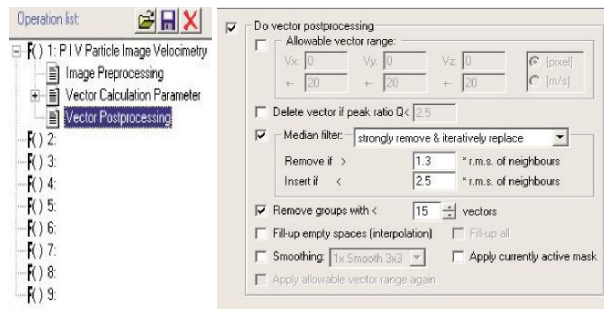 Operation list:
F() 1: P I V Particle Image Velocimetry
Image Preprocessing
Vector Calculation Parameter
Vector Postprocessing
F() 2:
F() 3:
F() 4:
F() 5:
F() 6:
F() 7:
F() 8:
F() 9:
Do vector postprocessing
Allowable vector range:
Vx: 0 Vy: 0 Vz: 0 [pixel]
+- 20 +- 20 +- 20 [m/s]
Delete vector if peak ratio Q< 2.5
Median filter: strongly remove & iteratively replace
Remove if > 1.3 * r.m.s. of neighbours
Insert if < 2.5 * r.m.s. of neighbours
Remove groups with < 15 vectors
Fill-up empty spaces (interpolation) Fill-up all
Smoothing: 1x Smooth 3x3 Apply currently active mask
Apply allowable vector range again